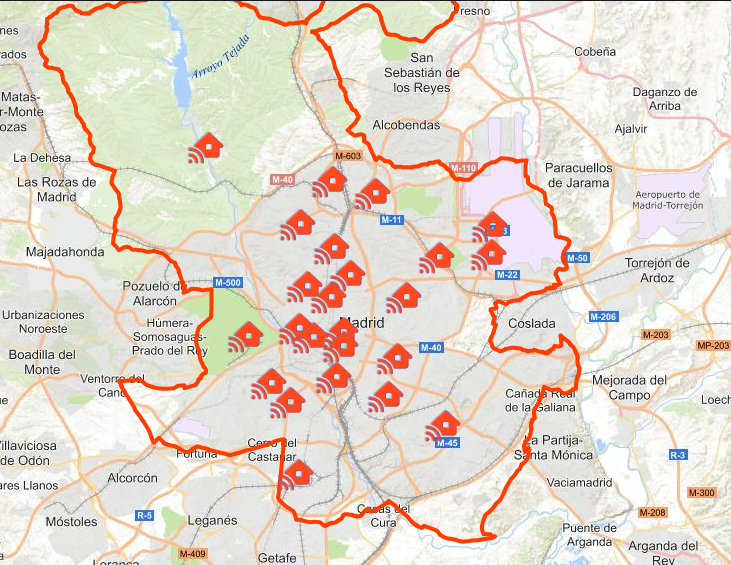 resno
nes
San
Sebastián de
los Reyes
Cobeña
rados
Arroyo Tejada
Daganzo de
Arriba
Matas-
r-Monte
ozas
Alcobendas
Ajalvir
La Dehesa
M-603
M-110
Paracuellos
de Jarama
M-40
Las Rozas de
Madrid
Aeropuerto de
Madrid-Torrejón
M-11
3
Majadahonda
M-50
Torrejón de
Ardoz
M-22
M-500
Pozuelo de
Alarcón
Urbanizaciones
Noroeste
Húmera-
Somosaguas-
Prado del Rey
Madrid
Coslada
M-206
M-203
MP-203
M-40
Boadilla del
Monte
Ventorro del
Cano
Mejorada del
Campo
Cañada Real
de la Galiana
Loech
Villaviciosa
de Odón
Cerro del
Castañar
M-45
La Partija-
Santa Mónica
Fortuna
R-3
ares Llanos
Alcorcón
Vaciamadrid
M-300
Móstoles
R-5
Leganés
Casas del
Cura
M-208
Puente de
Arganda
M-409
Getafe
Arganda del
Rey
Loranca